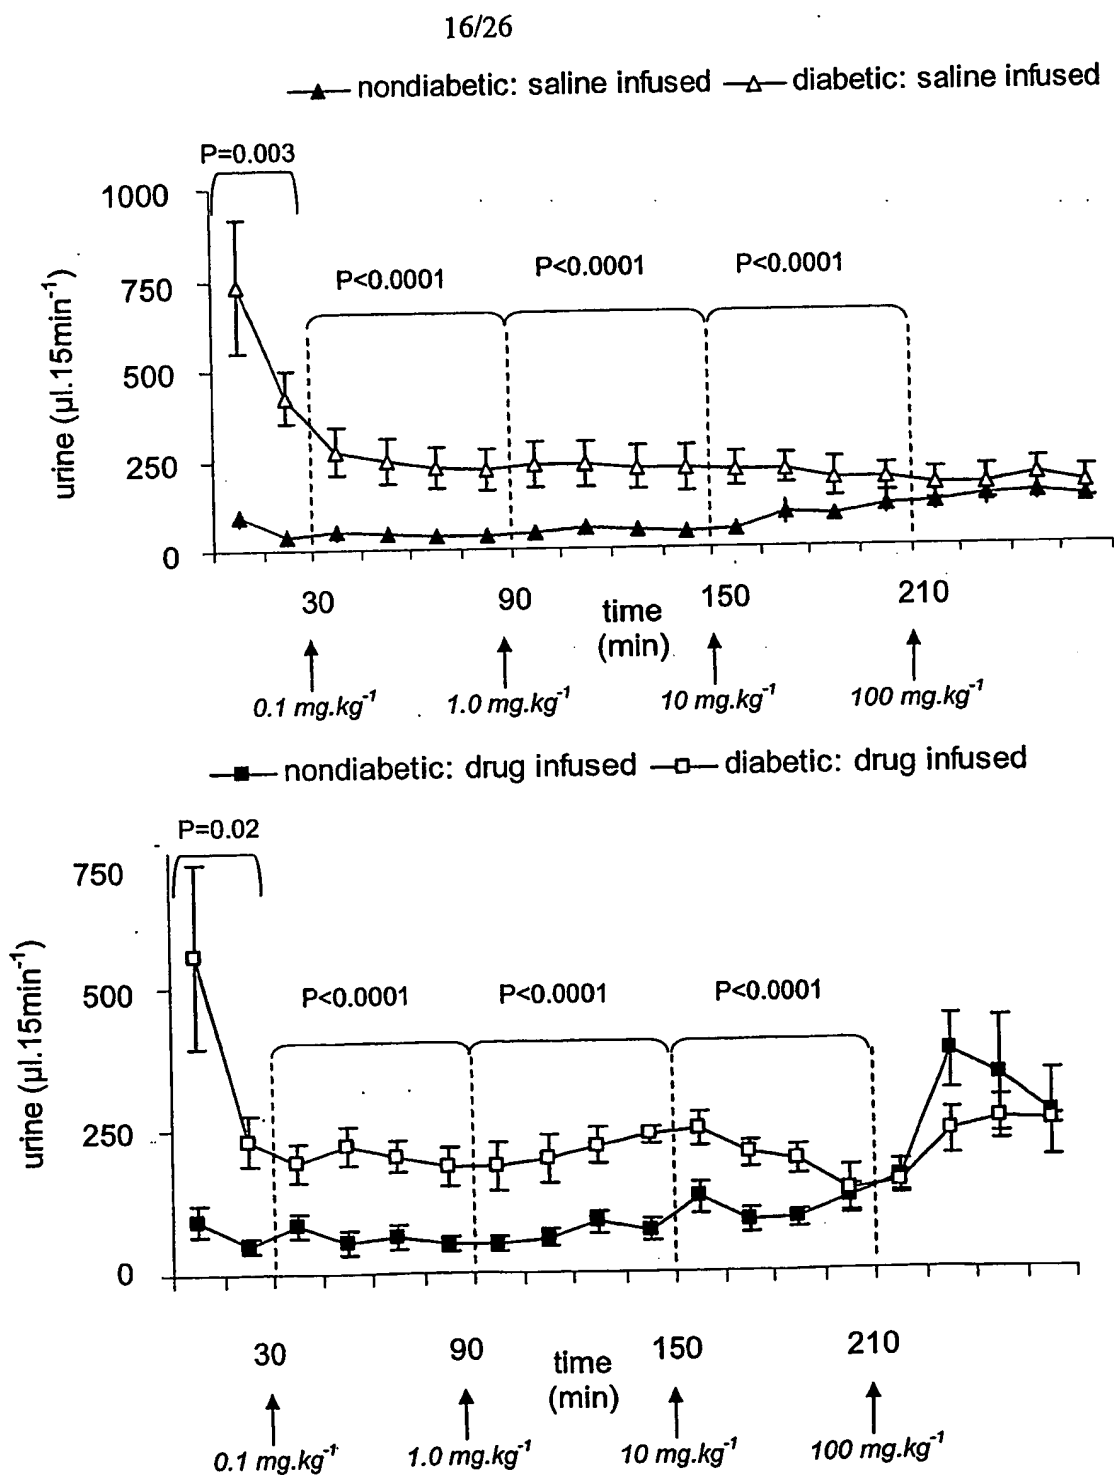 16/26
nondiabetic: saline infused diabetic: saline infused
P=0.003
1000
750
500
250
0
urine (µl.15min⁻¹)
P<0.0001 P<0.0001 P<0.0001
30 90 150 210
time
(min)
0.1 mg.kg⁻¹ 1.0 mg.kg⁻¹ 10 mg.kg⁻¹ 100 mg.kg⁻¹
nondiabetic: drug infused diabetic: drug infused
P=0.02
750
500
250
0
urine (µl.15min⁻¹)
P<0.0001 P<0.0001 P<0.0001
30 90 150 210
time
(min)
0.1 mg.kg⁻¹ 1.0 mg.kg⁻¹ 10 mg.kg⁻¹ 100 mg.kg⁻¹